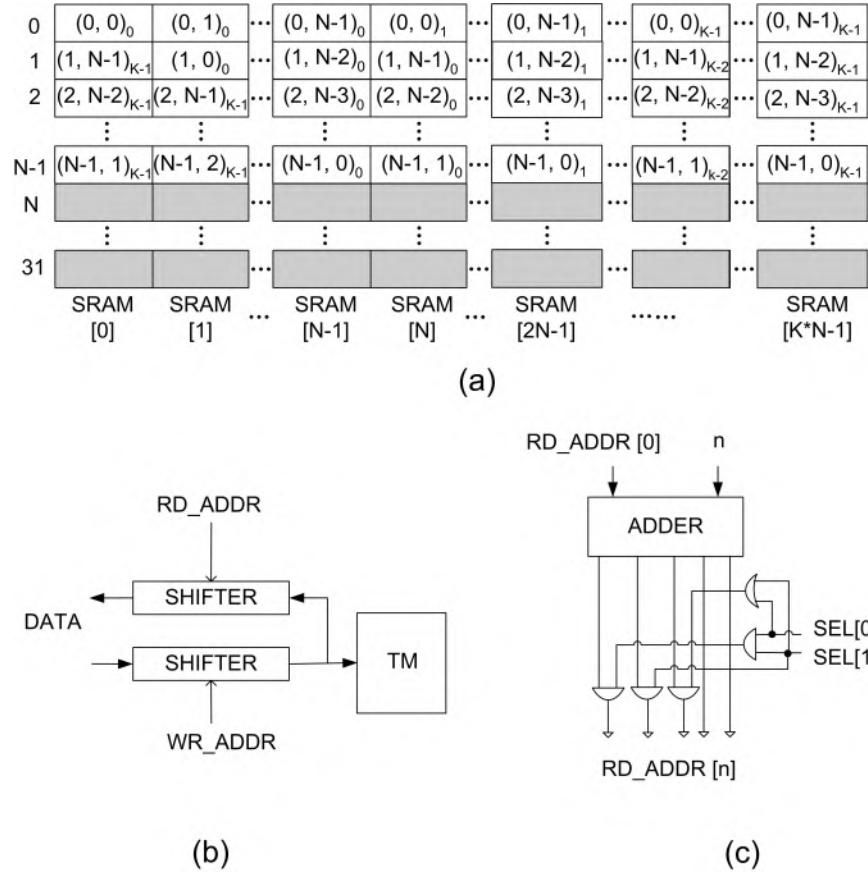 0 (0, 0)0 (0, 1)0 ... (0, N-1)0 (0, 0)1 ... (0, N-1)1 ... (0, 0)K-1 ... (0, N-1)K-1
1 (1, N-1)K-1 (1, 0)0 ... (1, N-2)0 (1, N-1)0 ... (1, N-2)1 ... (1, N-1)K-2 ... (1, N-2)K-1
2 (2, N-2)K-1 (2, N-1)K-1 ... (2, N-3)0 (2, N-2)0 ... (2, N-3)1 ... (2, N-2)K-2 ... (2, N-3)K-1
N-1 (N-1, 1)K-1 (N-1, 2)K-1 ... (N-1, 0)0 (N-1, 1)0 ... (N-1, 0)1 ... (N-1, 1)k-2 ... (N-1, 0)K-1
N
31
SRAM SRAM SRAM SRAM SRAM SRAM
[0] [1] ... [N-1] [N] ... [2N-1] ...... [K*N-1]
(a)
RD_ADDR
SHIFTER
DATA
SHIFTER
TM
WR_ADDR
(b)
RD_ADDR [0] n
ADDER
SEL[0
SEL[1
RD_ADDR [n]
(c)